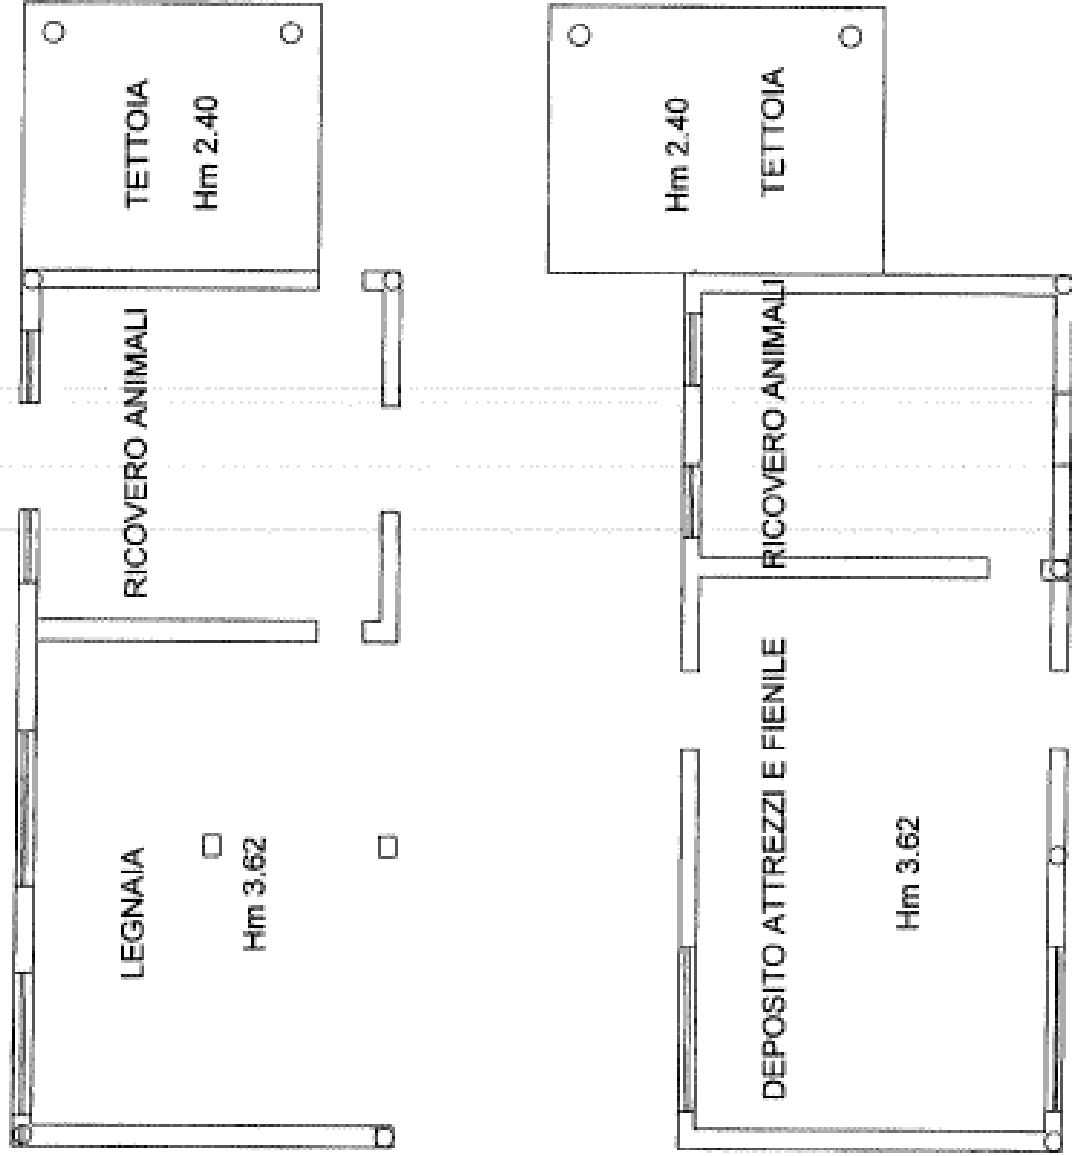 TETTOIA
Hm 2.40
RICOVERO ANIMALI
LEGNAIA
Hm 3.62
Hm 2.40
TETTOIA
RICOVERO ANIMALI
DEPOSITO ATTREZZI E FIENILE
Hm 3.62